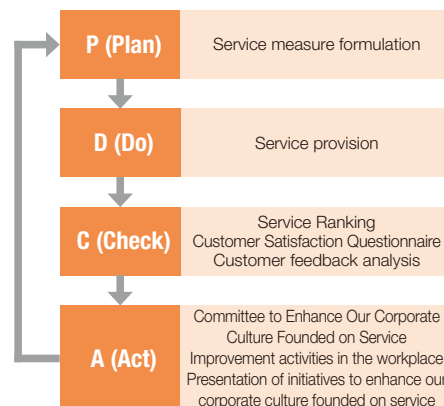 P (Plan)
Service measure formulation
D (Do)
Service provision
C (Check)
Service Ranking
Customer Satisfaction Questionnaire
Customer feedback analysis
A (Act)
Committee to Enhance Our Corporate
Culture Founded on Service
Improvement activities in the workplace
Presentation of initiatives to enhance our
corporate culture founded on service